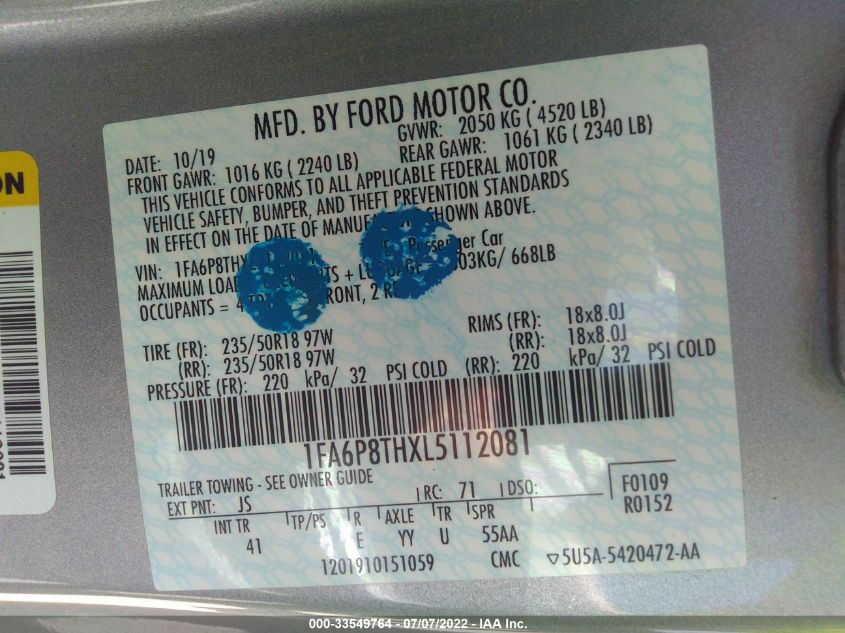 MFD. BY FORD MOTOR CO.
DATE: 10/19 GVWR: 2050 KG ( 4520 LB)
FRONT GAWR: 1016 KG ( 2240 LB) REAR GAWR: 1061 KG ( 2340 LB)
THIS VEHICLE CONFORMS TO ALL APPLICABLE FEDERAL MOTOR
VEHICLE SAFETY, BUMPER, AND THEFT PREVENTION STANDARDS
IN EFFECT ON THE DATE OF MANUF SHOWN ABOVE.
VIN: 1FA6P8THX Passenger Car
MAXIMUM LOAD + 03KG/ 668LB
OCCUPANTS = 4 FRONT, 2
TIRE (FR): 235/50R18 97W RIMS (FR): 18x8.0J
(RR): 235/50R18 97W (RR): 18x8.0J
PRESSURE (FR): 220 kPa/ 32 PSI COLD (RR): 220 kPa/ 32 PSI COLD
1FA6P8THXL5112081
TRAILER TOWING - SEE OWNER GUIDE
EXT PNT: JS RC: 71 DSO: F0109
R0152
INT TR TP/PS R AXLE TR SPR
41 E YY U 55AA
1201910151059 CMC ▽5U5A-5420472-AA
ON
000-33549764 - 07/07/2022 - IAA Inc.